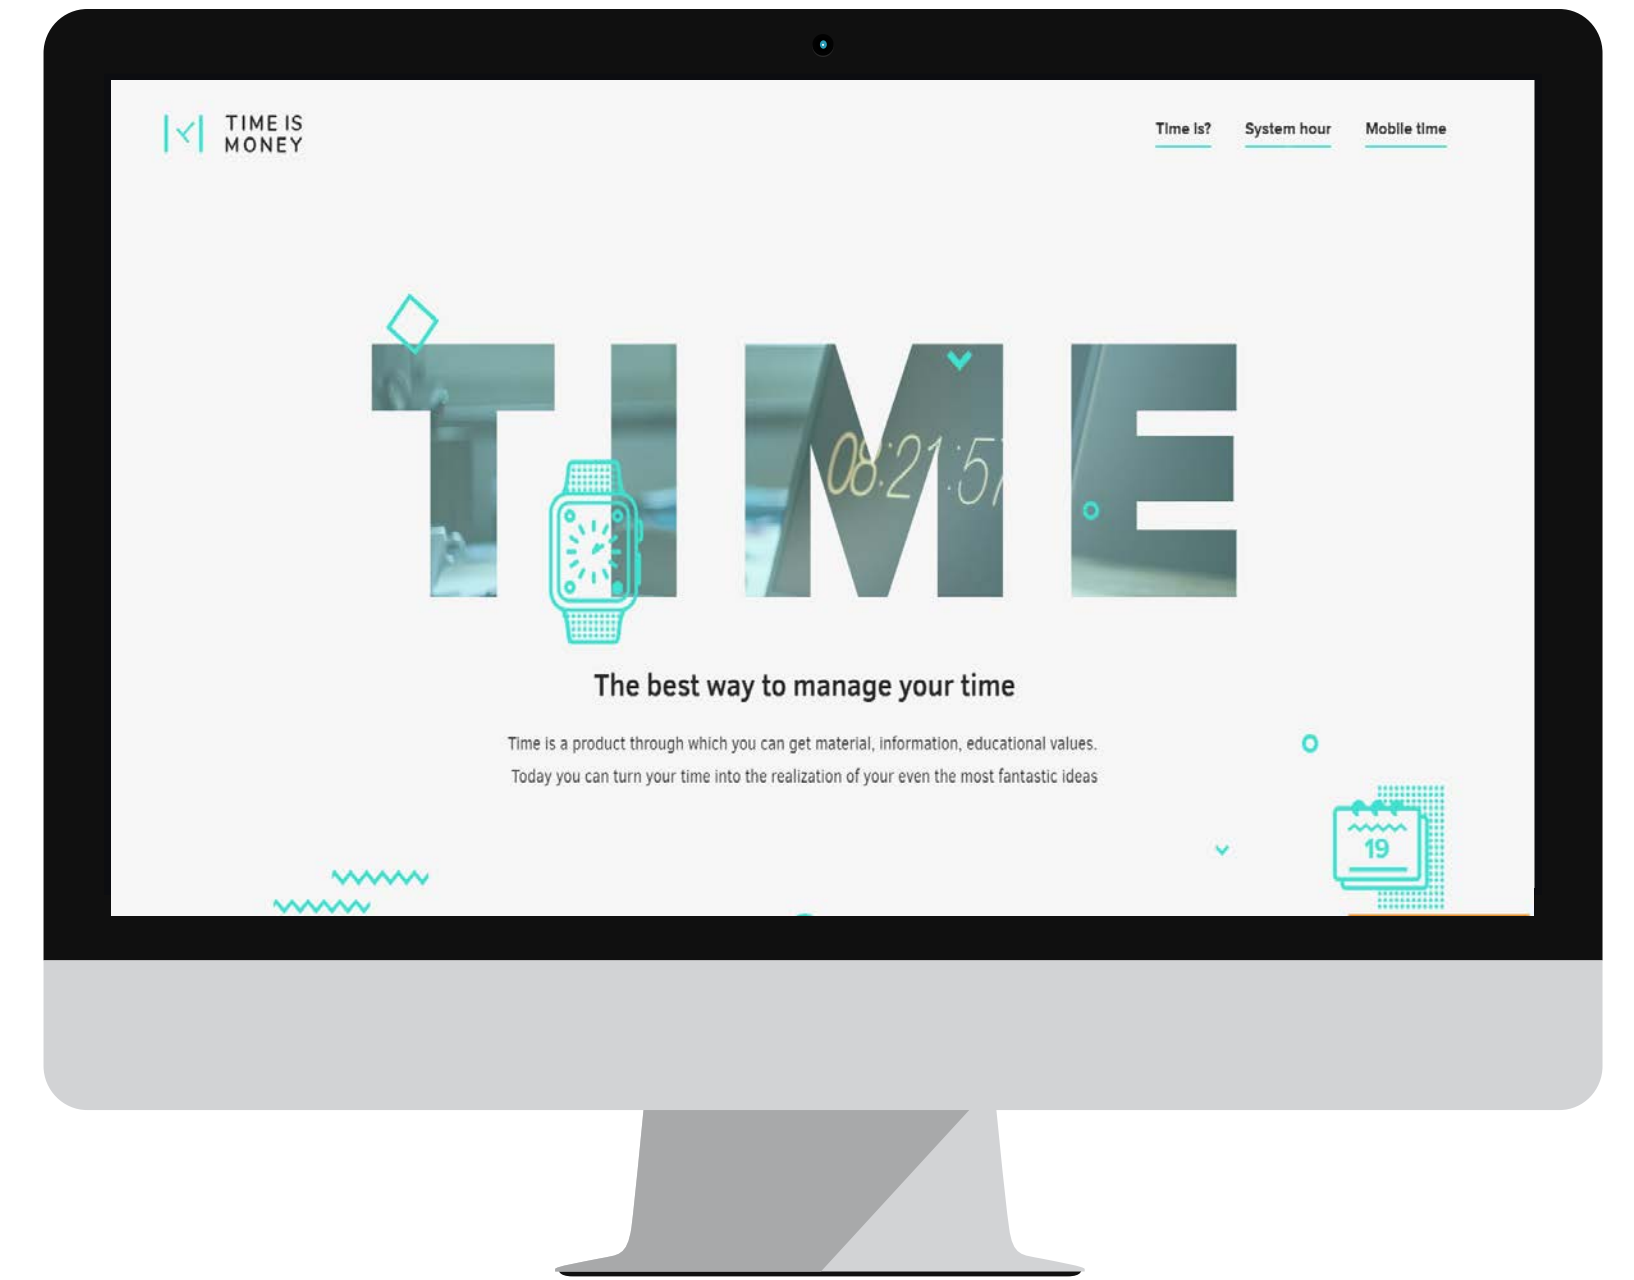 TIME IS
MONEY
Time is?
System hour
Mobile time
TIME
08:21:57
The best way to manage your time
Time is a product through which you can get material, information, educational values.
Today you can turn your time into the realization of your even the most fantastic ideas
19